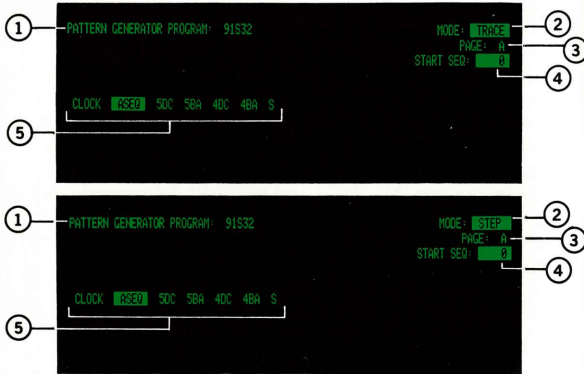 1 PATTERN GENERATOR PROGRAM: 91S32 MODE: TRACE 2
PAGE: A 3
START SEQ: 0 4
CLOCK ASEQ 5DC 5BA 4DC 4BA S
5
1 PATTERN GENERATOR PROGRAM: 91S32 MODE: STEP 2
PAGE: A 3
START SEQ: 0 4
CLOCK ASEQ 5DC 5BA 4DC 4BA S
5